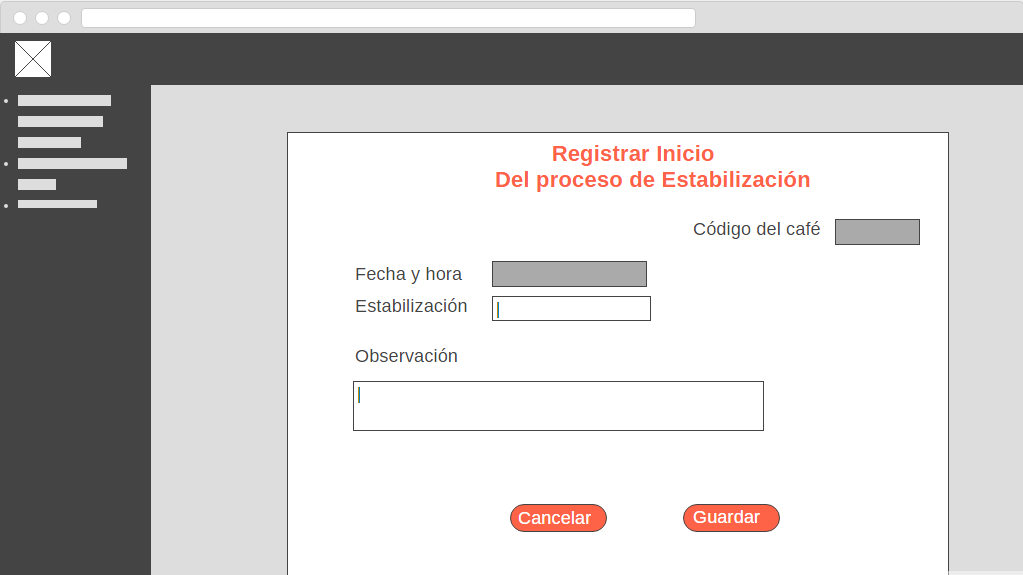 Registrar Inicio
Del proceso de Estabilización
Código del café
Fecha y hora
Estabilización
Observación
Cancelar
Guardar